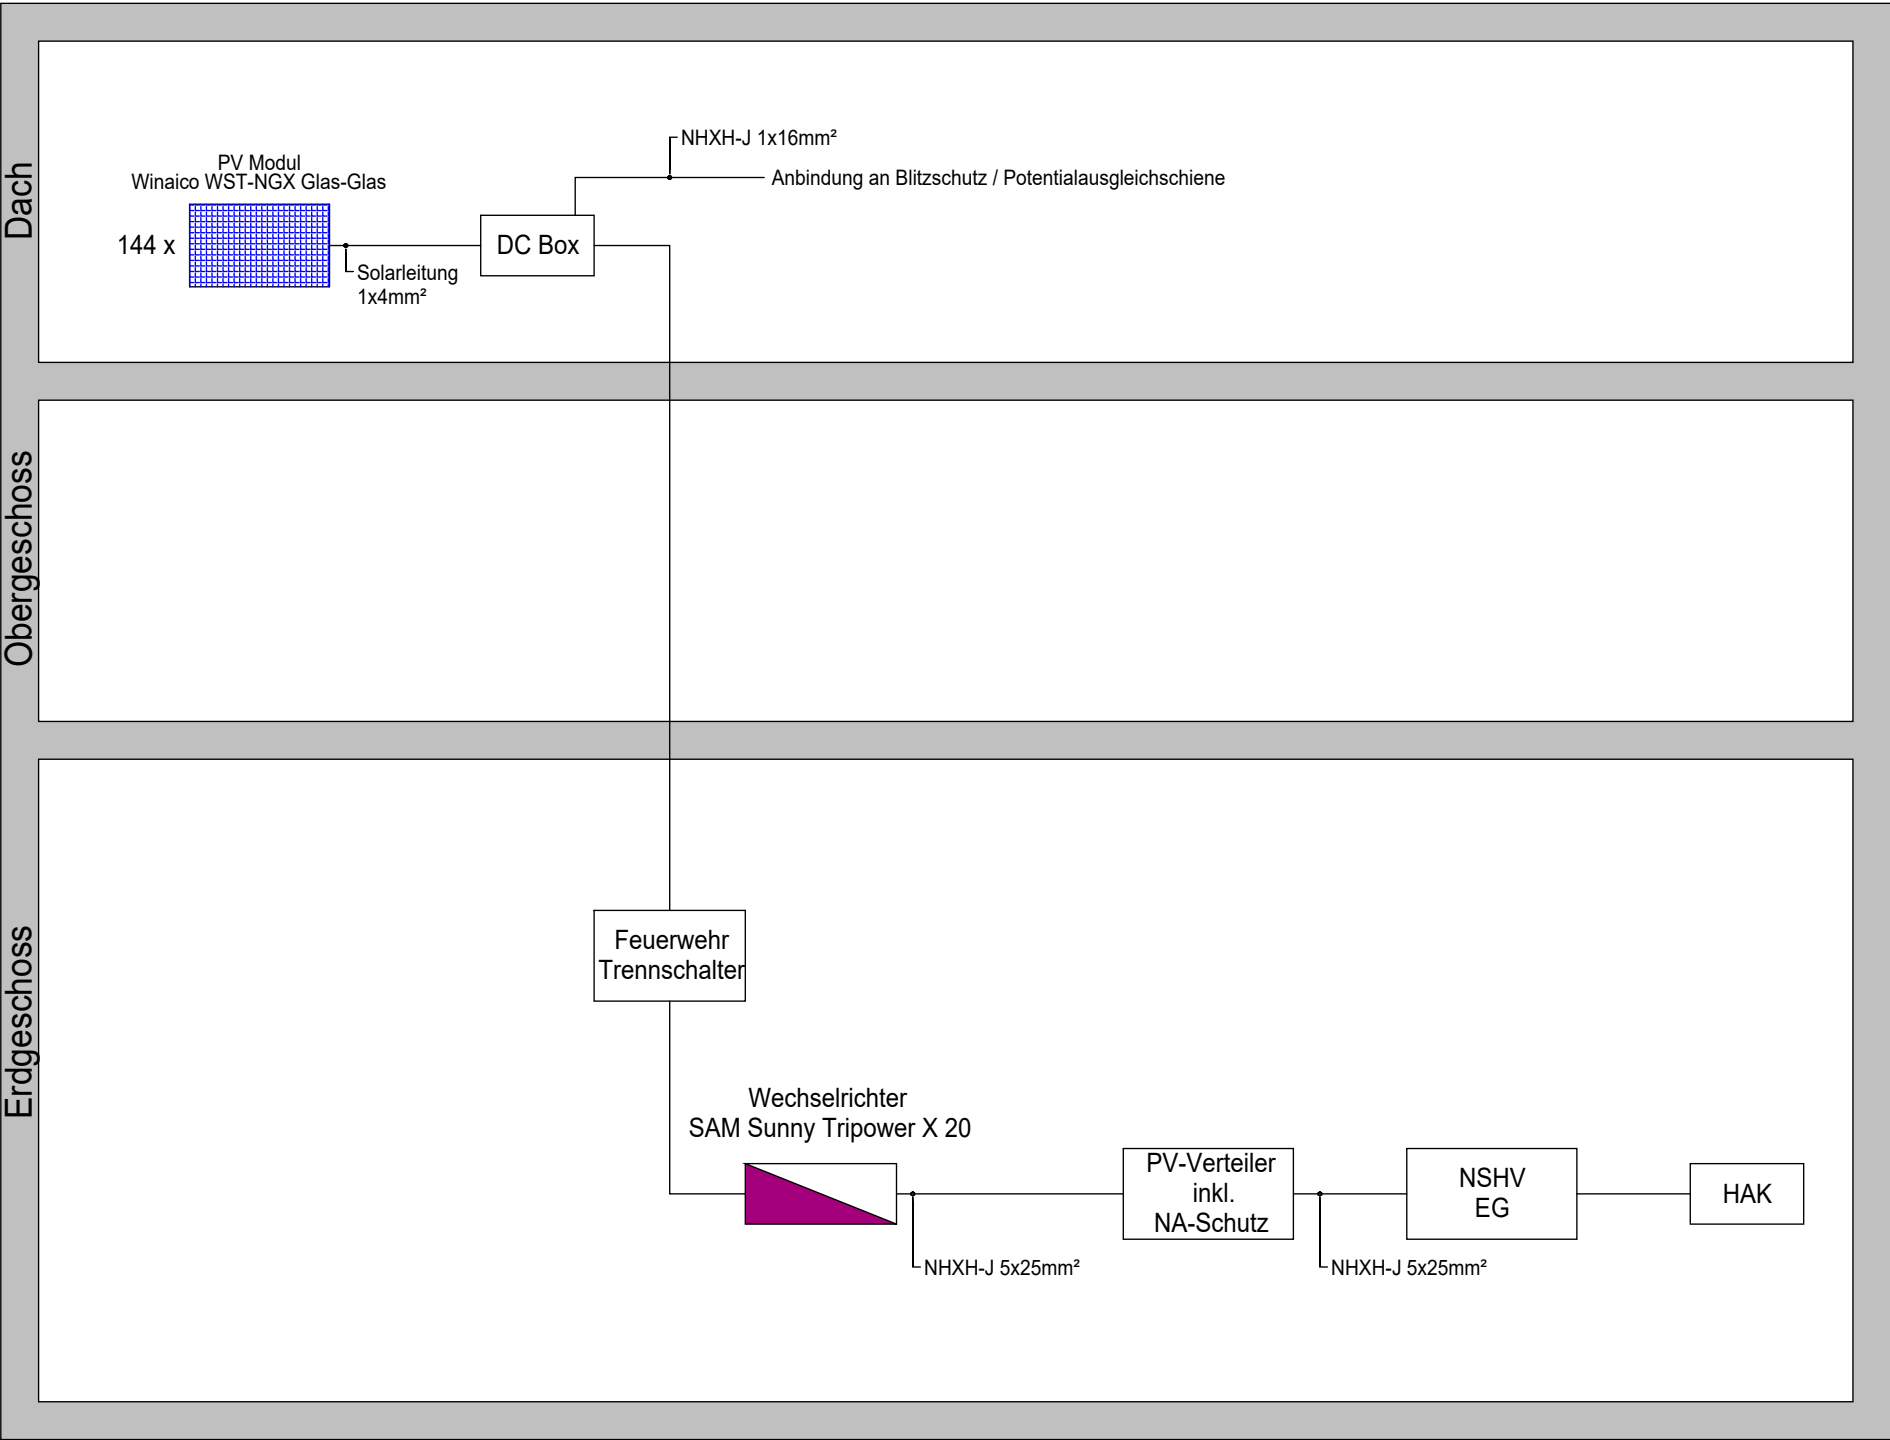 Dach
PV Modul
Winaico WST-NGX Glas-Glas
144 x
Solarleitung
1x4mm²
DC Box
NHXH-J 1x16mm²
Anbindung an Blitzschutz / Potentialausgleichschiene
Obergeschoss
Erdgeschoss
Feuerwehr
Trennschalter
Wechselrichter
SAM Sunny Tripower X 20
NHXH-J 5x25mm²
PV-Verteiler
inkl.
NA-Schutz
NHXH-J 5x25mm²
NSHV
EG
HAK